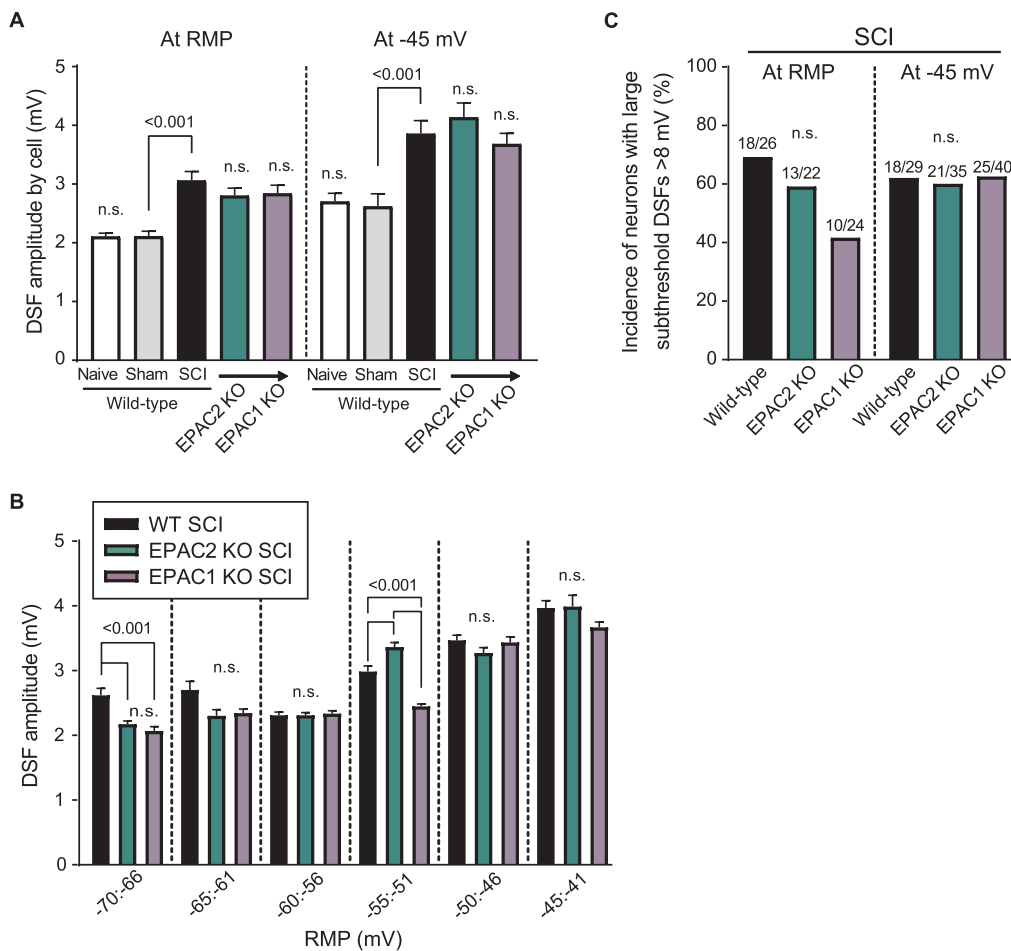 A
At RMP
At -45 mV
DSF amplitude by cell (mV)
5
4
3
2
1
0
n.s.
<0.001
n.s.
n.s.
n.s.
<0.001
n.s.
n.s.
Naive
Sham
SCI
Wild-type
EPAC2 KO
EPAC1 KO
Naive
Sham
SCI
Wild-type
EPAC2 KO
EPAC1 KO
C
SCI
At RMP
At -45 mV
Incidence of neurons with large
subthreshold DSFs >8 mV (%)
100
80
60
40
20
0
n.s.
n.s.
18/26
13/22
10/24
18/29
21/35
25/40
Wild-type
EPAC2 KO
EPAC1 KO
Wild-type
EPAC2 KO
EPAC1 KO
B
WT SCI
EPAC2 KO SCI
EPAC1 KO SCI
DSF amplitude (mV)
5
4
3
2
1
0
<0.001
n.s.
n.s.
n.s.
<0.001
n.s.
n.s.
-70:-66
-65:-61
-60:-56
-55:-51
-50:-46
-45:-41
RMP (mV)